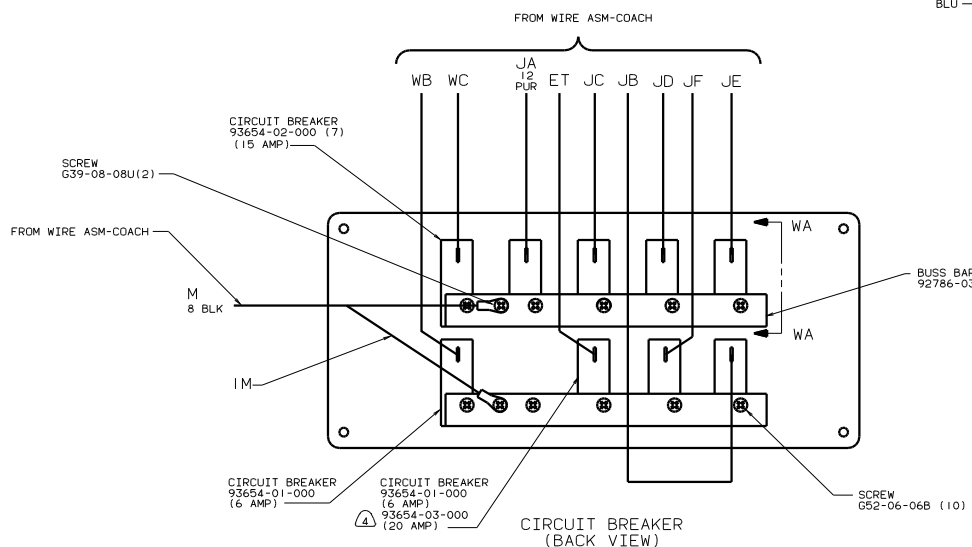 BLU
FROM WIRE ASM-COACH
JA
12
PUR
WB WC ET JC JB JD JF JE
CIRCUIT BREAKER
93654-02-000 (7)
(15 AMP)
SCREW
G39-08-08U(2)
FROM WIRE ASM-COACH
WA
M
8 BLK
BUSS BAR
92786-03
WA
1M
CIRCUIT BREAKER
93654-01-000
(6 AMP)
CIRCUIT BREAKER
93654-01-000
(6 AMP)
4 93654-03-000
(20 AMP)
SCREW
G52-06-06B (10)
CIRCUIT BREAKER
(BACK VIEW)